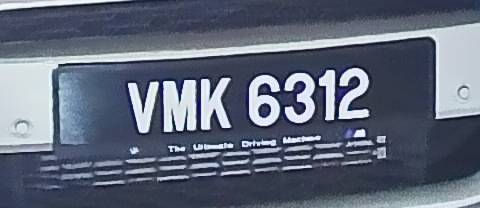 VMK 6312
The Ultimate Driving Machine